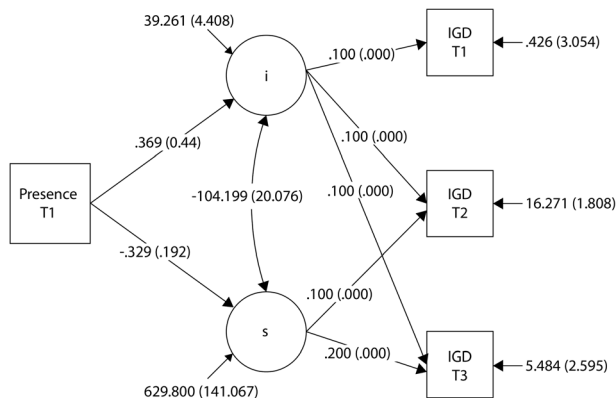 39.261 (4.408)
i
.100 (.000)
IGD
T1
.426 (3.054)
.369 (0.44)
.100 (.000)
.100 (.000)
Presence
T1
-104.199 (20.076)
IGD
T2
16.271 (1.808)
-.329 (.192)
.100 (.000)
s
.200 (.000)
IGD
T3
5.484 (2.595)
629.800 (141.067)